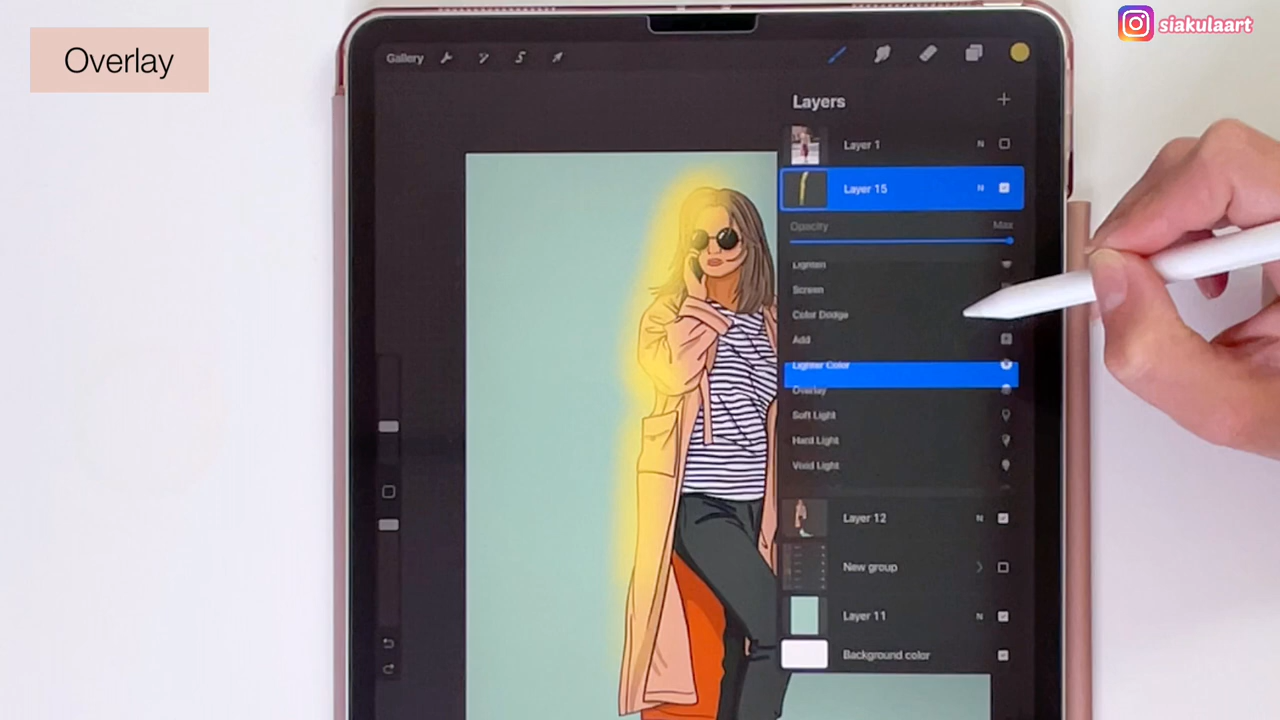 Overlay
siakulaart
Gallery
Layers
Layer 1 N
Layer 15 N
Opacity Max
Lighten
Screen
Color Dodge
Add
Lighter Color
Overlay
Soft Light
Hard Light
Vivid Light
Layer 12 N
New group
Layer 11 N
Background color